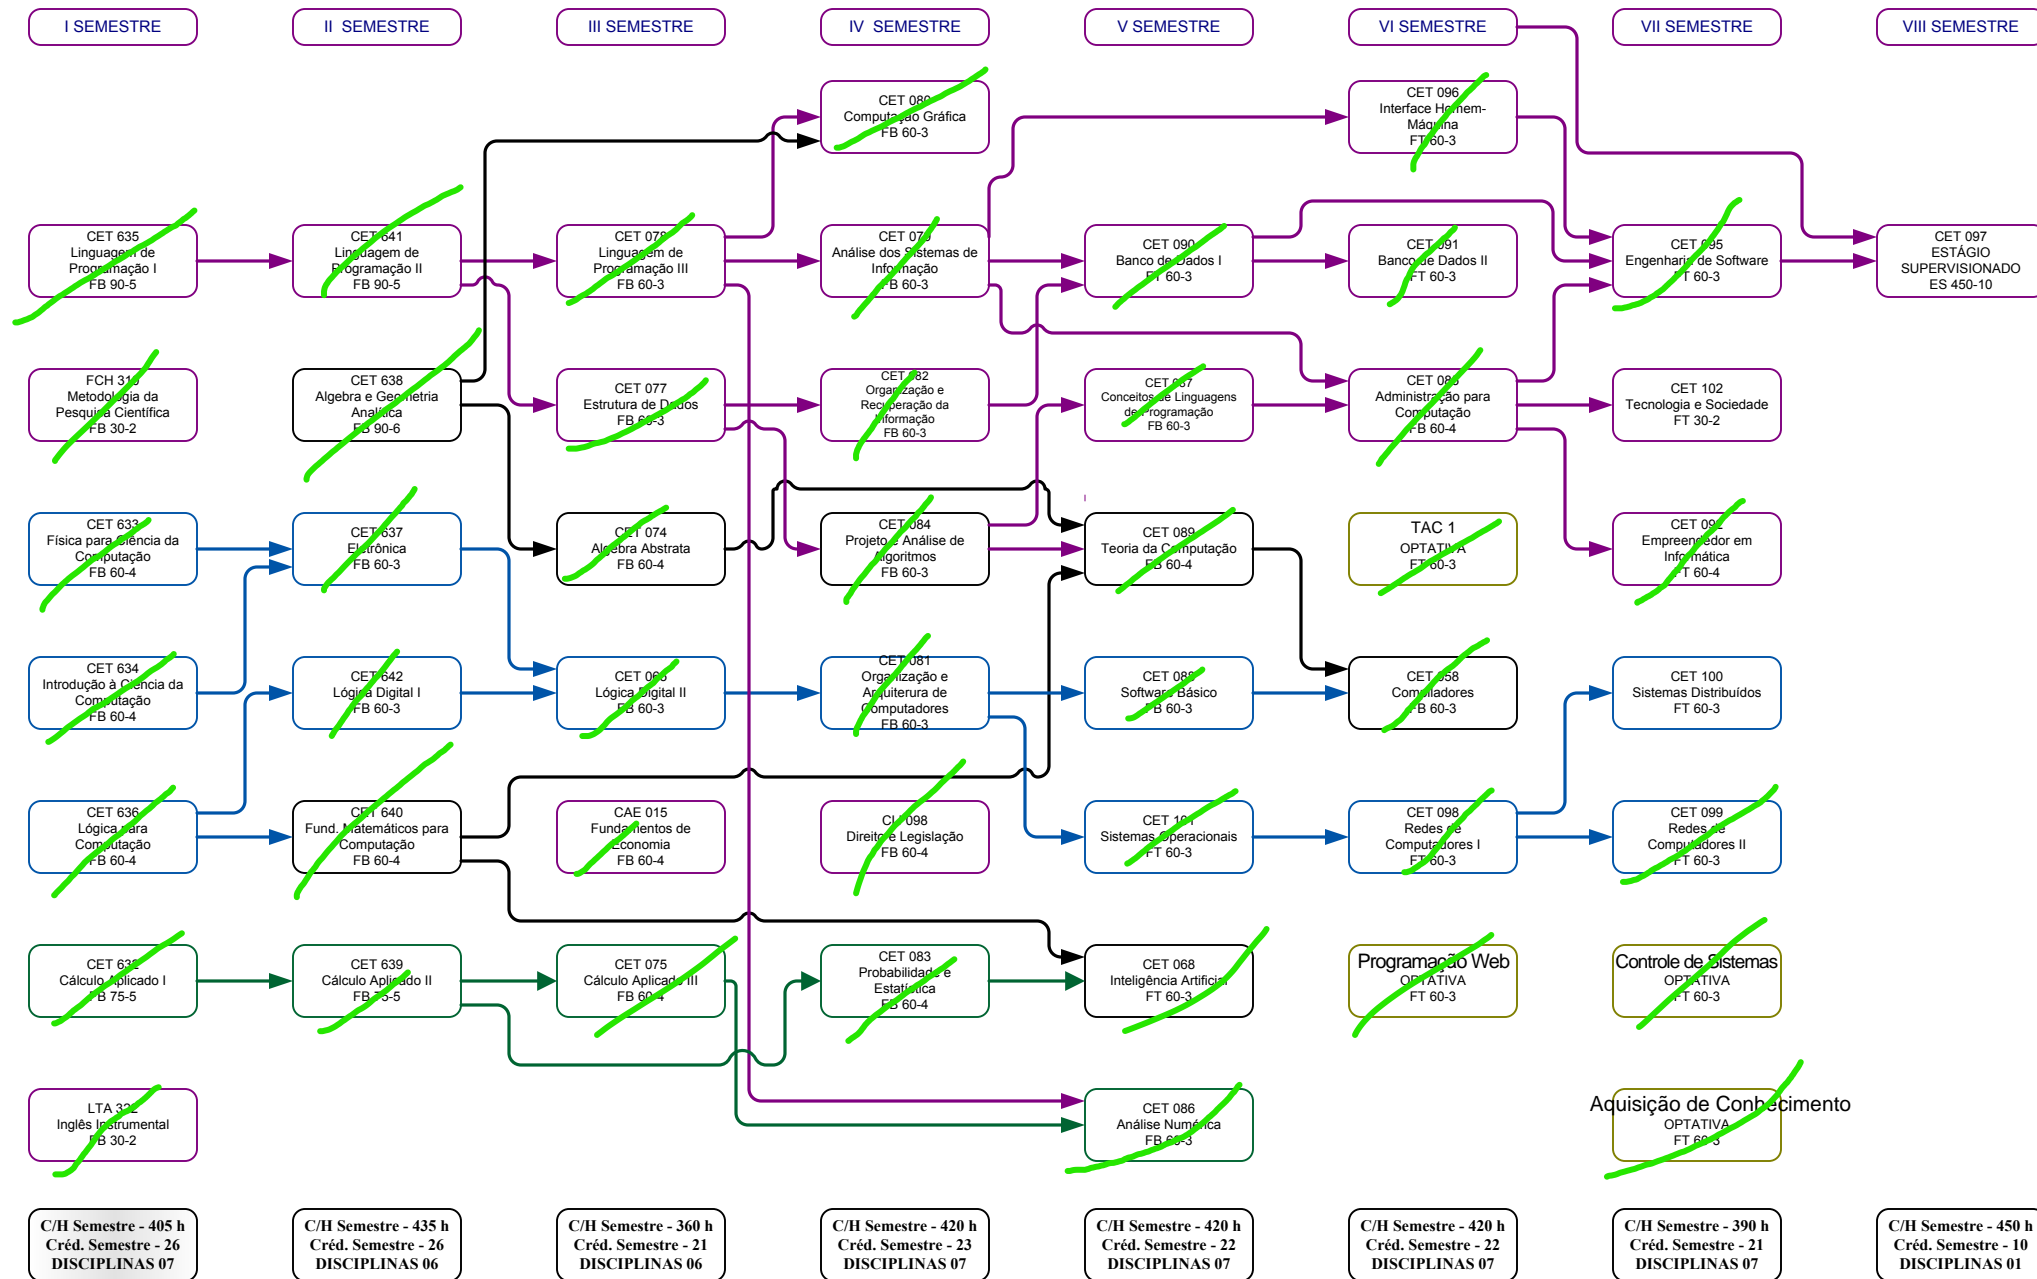 I SEMESTRE
II SEMESTRE
III SEMESTRE
IV SEMESTRE
V SEMESTRE
VI SEMESTRE
VII SEMESTRE
VIII SEMESTRE
CET 080
Computação Gráfica
FB 60-3
CET 096
Interface Homem-
Máquina
FT 60-3
CET 635
Linguagem de
Programação I
FB 90-5
CET 641
Linguagem de
Programação II
FB 90-5
CET 078
Linguagem de
Programação III
FB 60-3
CET 079
Análise dos Sistemas de
Informação
FB 60-3
CET 090
Banco de Dados I
FT 60-3
CET 091
Banco de Dados II
FT 60-3
CET 095
Engenharia de Software
FT 60-3
CET 097
ESTÁGIO
SUPERVISIONADO
ES 450-10
FCH 310
Metodologia da
Pesquisa Científica
FB 30-2
CET 638
Algebra e Geometria
Analítica
FB 90-6
CET 077
Estrutura de Dados
FB 60-3
CET 082
Organização e
Recuperação da
Informação
FB 60-3
CET 087
Conceitos de Linguagens
de Programação
FB 60-3
CET 085
Administração para
Computação
FB 60-4
CET 102
Tecnologia e Sociedade
FT 30-2
CET 633
Física para Ciência da
Computação
FB 60-4
CET 637
Eletrônica
FB 60-3
CET 074
Algebra Abstrata
FB 60-4
CET 084
Projeto e Análise de
Algoritmos
FB 60-3
CET 089
Teoria da Computação
FB 60-4
TAC 1
OPTATIVA
FT 60-3
CET 092
Empreendedor em
Informática
FT 60-4
CET 634
Introdução à Ciência da
Computação
FB 60-4
CET 642
Lógica Digital I
FB 60-3
CET 065
Lógica Digital II
FB 60-3
CET 081
Organização e
Arquiterura de
Computadores
FB 60-3
CET 088
Software Básico
FB 60-3
CET 058
Compiladores
FB 60-3
CET 100
Sistemas Distribuídos
FT 60-3
CET 636
Lógica para
Computação
FB 60-4
CET 640
Fund. Matemáticos para
Computação
FB 60-4
CAE 015
Fundamentos de
Economia
FB 60-4
CIJ 098
Direito e Legislação
FB 60-4
CET 101
Sistemas Operacionais
FT 60-3
CET 098
Redes de
Computadores I
FT 60-3
CET 099
Redes de
Computadores II
FT 60-3
CET 632
Cálculo Aplicado I
FB 75-5
CET 639
Cálculo Aplicado II
FB 75-5
CET 075
Cálculo Aplicado III
FB 60-4
CET 083
Probabilidade e
Estatística
FB 60-4
CET 068
Inteligência Artificial
FT 60-3
Programação Web
OPTATIVA
FT 60-3
Controle de Sistemas
OPTATIVA
FT 60-3
LTA 322
Inglês Instrumental
FB 30-2
CET 086
Análise Numérica
FB 60-3
Aquisição de Conhecimento
OPTATIVA
FT 60-3
C/H Semestre - 405 h
Créd. Semestre - 26
DISCIPLINAS 07
C/H Semestre - 435 h
Créd. Semestre - 26
DISCIPLINAS 06
C/H Semestre - 360 h
Créd. Semestre - 21
DISCIPLINAS 06
C/H Semestre - 420 h
Créd. Semestre - 23
DISCIPLINAS 07
C/H Semestre - 420 h
Créd. Semestre - 22
DISCIPLINAS 07
C/H Semestre - 420 h
Créd. Semestre - 22
DISCIPLINAS 07
C/H Semestre - 390 h
Créd. Semestre - 21
DISCIPLINAS 07
C/H Semestre - 450 h
Créd. Semestre - 10
DISCIPLINAS 01